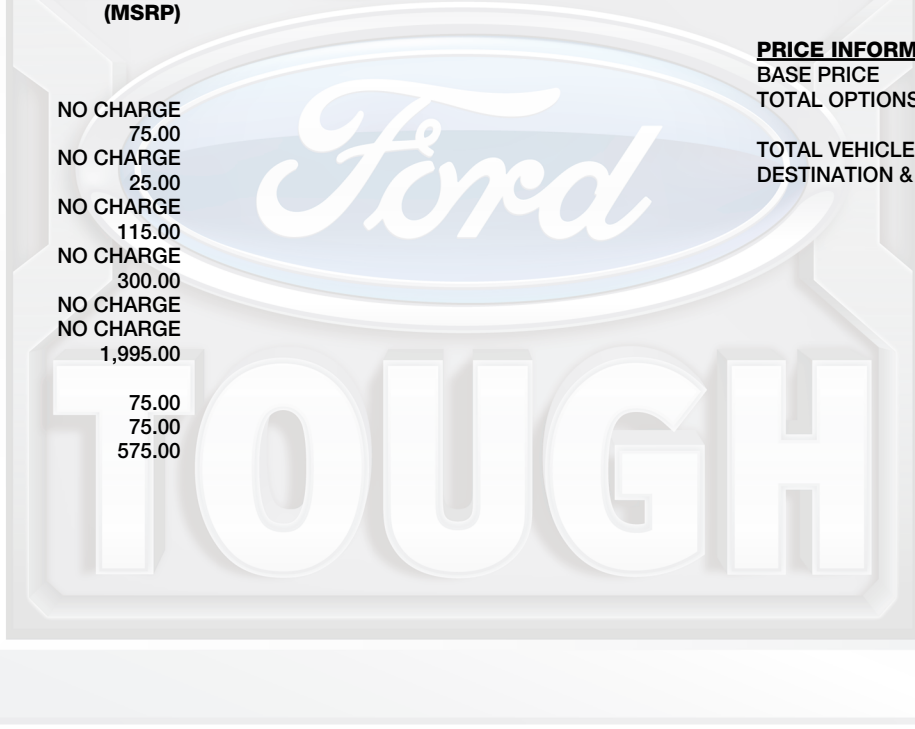 (MSRP)
NO CHARGE
75.00
NO CHARGE
25.00
NO CHARGE
115.00
NO CHARGE
300.00
NO CHARGE
NO CHARGE
1,995.00
75.00
75.00
575.00
PRICE INFORM
BASE PRICE
TOTAL OPTIONS
TOTAL VEHICLE
DESTINATION &
Ford
TOUGH